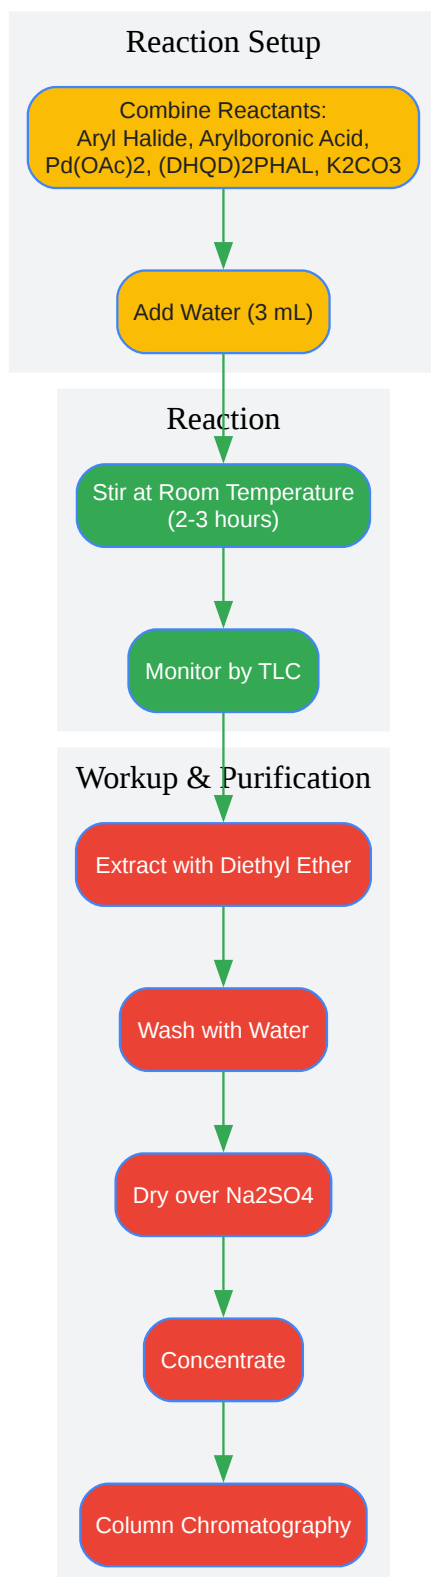 Reaction Setup
Combine Reactants:
Aryl Halide, Arylboronic Acid,
Pd(OAc)2, (DHQD)2PHAL, K2CO3
Add Water (3 mL)
Reaction
Stir at Room Temperature
(2-3 hours)
Monitor by TLC
Workup & Purification
Extract with Diethyl Ether
Wash with Water
Dry over Na2SO4
Concentrate
Column Chromatography